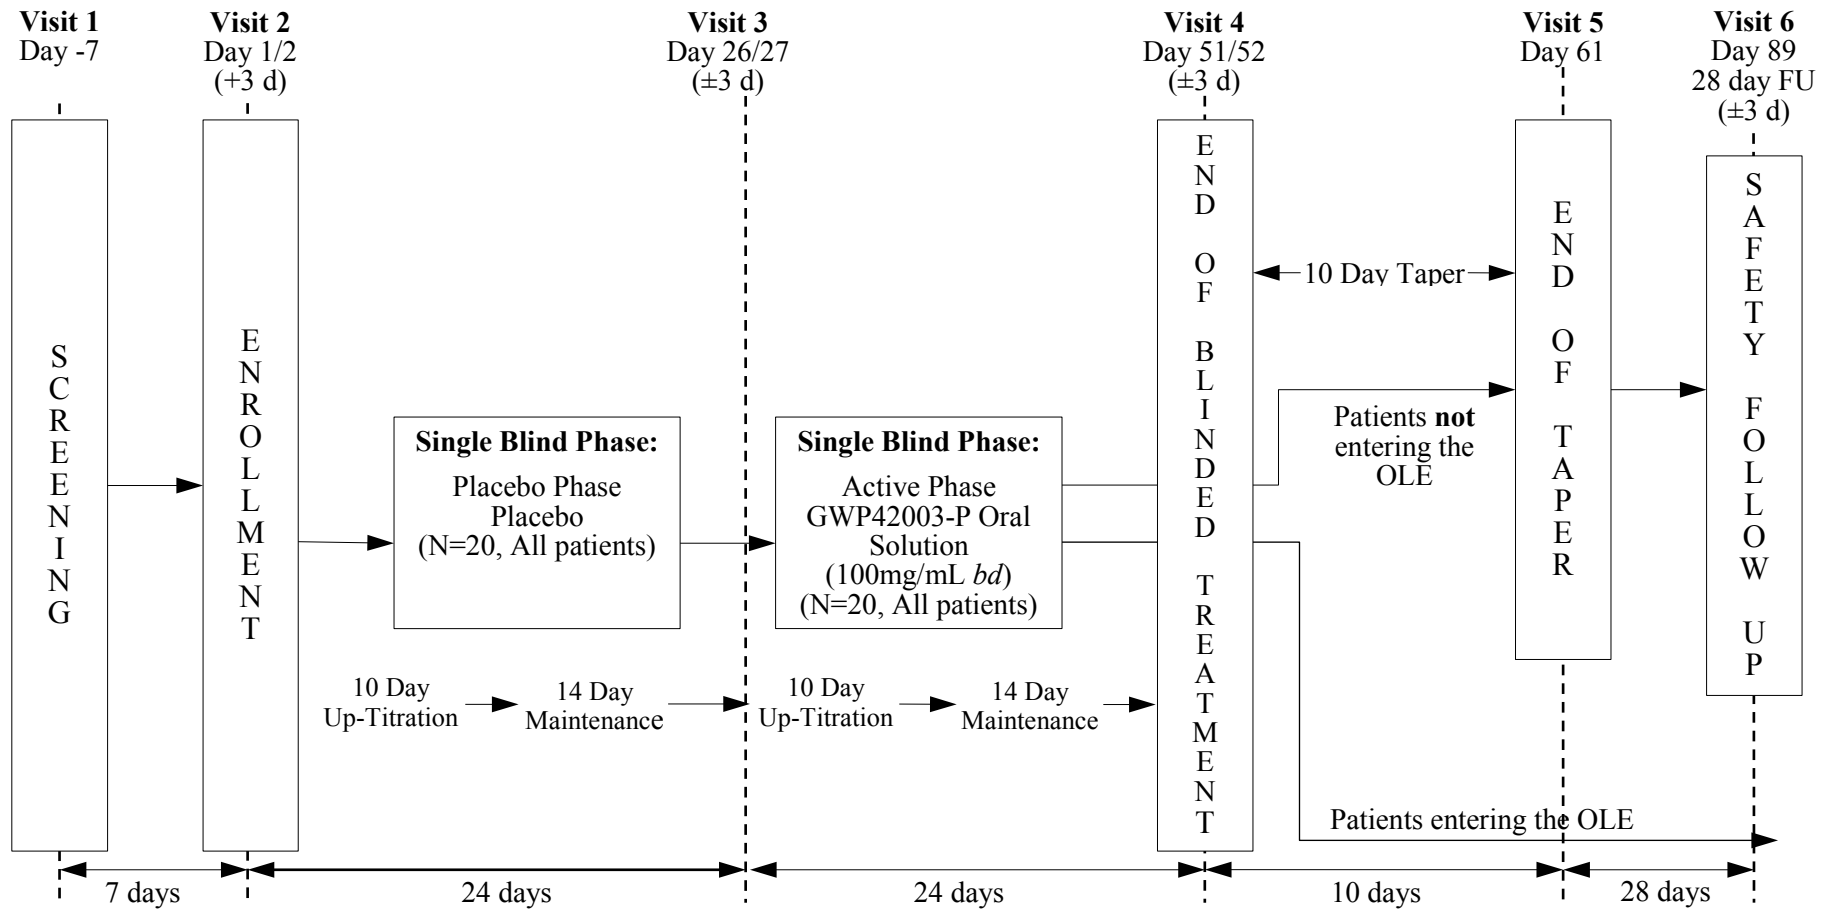 Visit 1
Day -7
Visit 2
Day 1/2
(+3 d)
Visit 3
Day 26/27
(±3 d)
Visit 4
Day 51/52
(±3 d)
Visit 5
Day 61
Visit 6
Day 89
28 day FU
(±3 d)
SCREENING
ENROLLMENT
Single Blind Phase:
Placebo Phase
Placebo
(N=20, All patients)
Single Blind Phase:
Active Phase
GWP42003-P Oral
Solution
(100mg/mL bd)
(N=20, All patients)
END OF BLINDED TREATMENT
10 Day Taper
Patients not
entering the
OLE
END OF TAPER
SAFETY FOLLOW UP
10 Day
Up-Titration
14 Day
Maintenance
10 Day
Up-Titration
14 Day
Maintenance
Patients entering the OLE
7 days
24 days
24 days
10 days
28 days